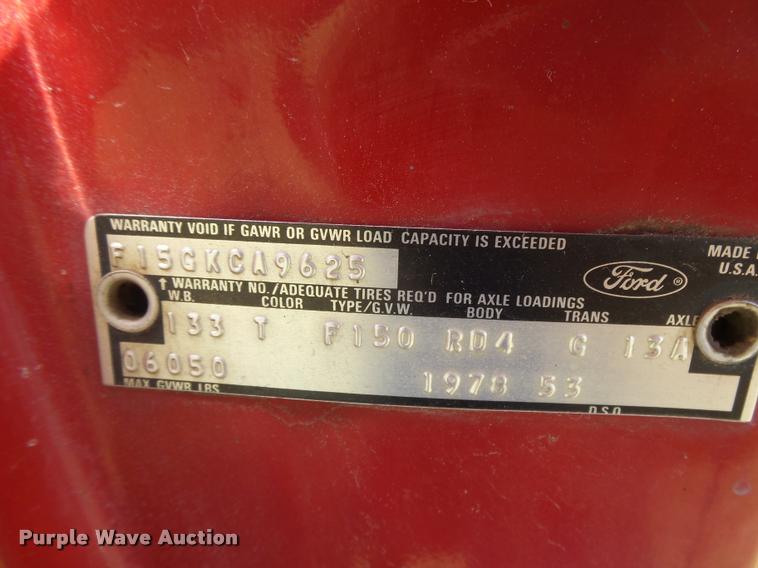 WARRANTY VOID IF GAWR OR GVWR LOAD CAPACITY IS EXCEEDED
F15GKCA9625
MADE
U.S.A.
Ford ®
↑ WARRANTY NO./ADEQUATE TIRES REQ'D FOR AXLE LOADINGS
W.B. COLOR TYPE/G.V.W. BODY TRANS AXLE
133 T F150 RD4 G 13A
06050 1978 53
MAX. GVWR LBS D.S.O.
Purple Wave Auction